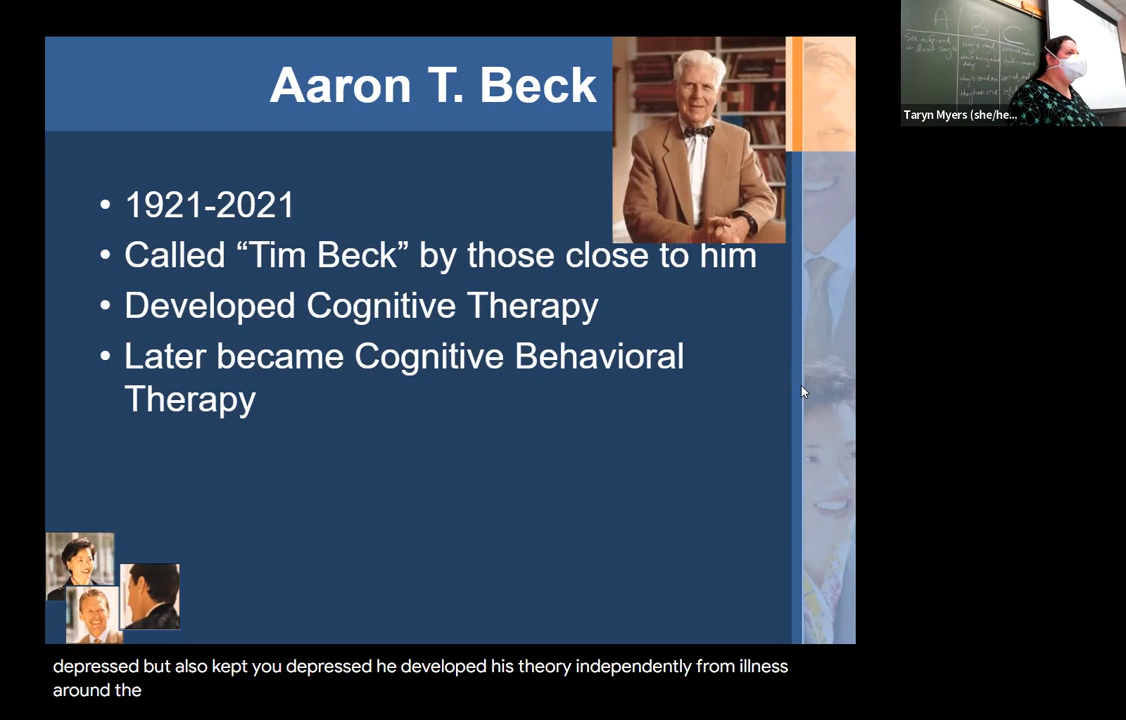 Aaron T. Beck
• 1921-2021
• Called “Tim Beck” by those close to him
• Developed Cognitive Therapy
• Later became Cognitive Behavioral
Therapy
depressed but also kept you depressed he developed his theory independently from illness
around the
A B C
Taryn Myers (she/he...